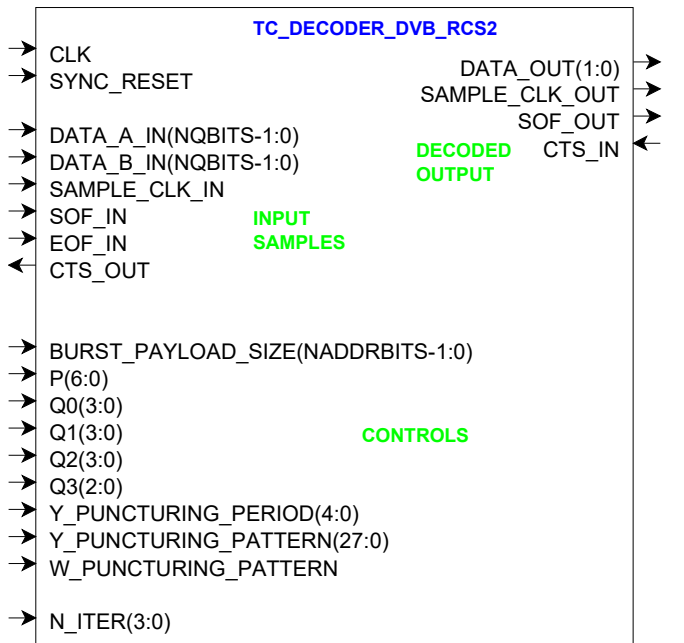 TC_DECODER_DVB_RCS2
CLK
SYNC_RESET
DATA_A_IN(NQBITS-1:0)
DATA_B_IN(NQBITS-1:0)
SAMPLE_CLK_IN
SOF_IN
EOF_IN
CTS_OUT
INPUT
SAMPLES
DATA_OUT(1:0)
SAMPLE_CLK_OUT
SOF_OUT
CTS_IN
DECODED
OUTPUT
BURST_PAYLOAD_SIZE(NADDRBITS-1:0)
P(6:0)
Q0(3:0)
Q1(3:0)
Q2(3:0)
Q3(2:0)
Y_PUNCTURING_PERIOD(4:0)
Y_PUNCTURING_PATTERN(27:0)
W_PUNCTURING_PATTERN
CONTROLS
N_ITER(3:0)